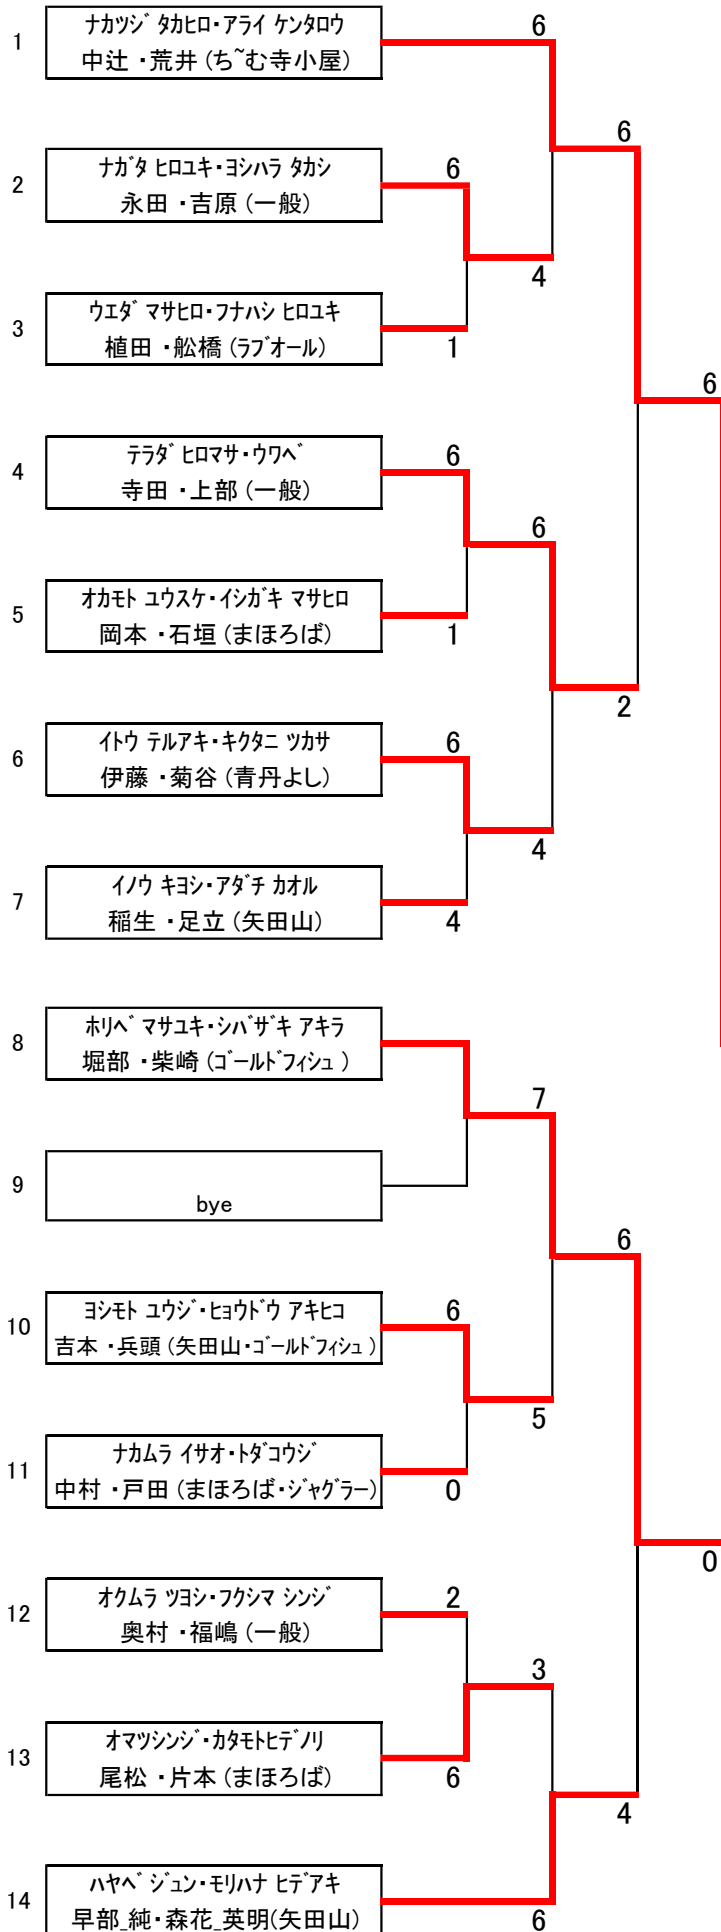 1
ﾅｶﾂｼﾞ ﾀｶﾋﾛ・ｱﾗｲ ｹﾝﾀﾛｳ
中辻 ・荒井 (ち~む寺小屋)
6
6
2
ﾅｶﾞﾀ ﾋﾛﾕｷ・ﾖｼﾊﾗ ﾀｶｼ
永田 ・吉原 (一般)
6
4
3
ｳｴﾀﾞ ﾏｻﾋﾛ・ﾌﾅﾊｼ ﾋﾛﾕｷ
植田 ・舩橋 (ﾗﾌﾞｵｰﾙ)
1
6
4
ﾃﾗﾀﾞ ﾋﾛﾏｻ・ｳﾜﾍﾞ
寺田 ・上部 (一般)
6
6
5
ｵｶﾓﾄ ﾕｳｽｹ・ｲｼｶﾞｷ ﾏｻﾋﾛ
岡本 ・石垣 (まほろば)
1
2
6
ｲﾄｳ ﾃﾙｱｷ・ｷｸﾀﾆ ﾂｶｻ
伊藤 ・菊谷 (青丹よし)
6
4
7
ｲﾉｳ ｷﾖｼ・ｱﾀﾞﾁ ｶｵﾙ
稲生 ・足立 (矢田山)
4
8
ﾎﾘﾍﾞ ﾏｻﾕｷ・ｼﾊﾞｻﾞｷ ｱｷﾗ
堀部 ・柴崎 (ｺﾞｰﾙﾄﾞﾌｨｼｭ )
7
9
bye
6
10
ﾖｼﾓﾄ ﾕｳｼﾞ・ﾋｮｳﾄﾞｳ ｱｷﾋｺ
吉本 ・兵頭 (矢田山・ｺﾞｰﾙﾄﾞﾌｨｼｭ )
6
5
11
ﾅｶﾑﾗ ｲｻｵ・ﾄﾀﾞｺｳｼﾞ
中村 ・戸田 (まほろば・ｼﾞｬｸﾞﾗｰ)
0
0
12
ｵｸﾑﾗ ﾂﾖｼ・ﾌｸｼﾏ ｼﾝｼﾞ
奥村 ・福嶋 (一般)
2
3
13
ｵﾏﾂｼﾝｼﾞ・ｶﾀﾓﾄﾋﾃﾞﾉﾘ
尾松 ・片本 (まほろば)
6
4
14
ﾊﾔﾍﾞ ｼﾞｭﾝ・ﾓﾘﾊﾅ ﾋﾃﾞｱｷ
早部_純・森花_英明(矢田山)
6